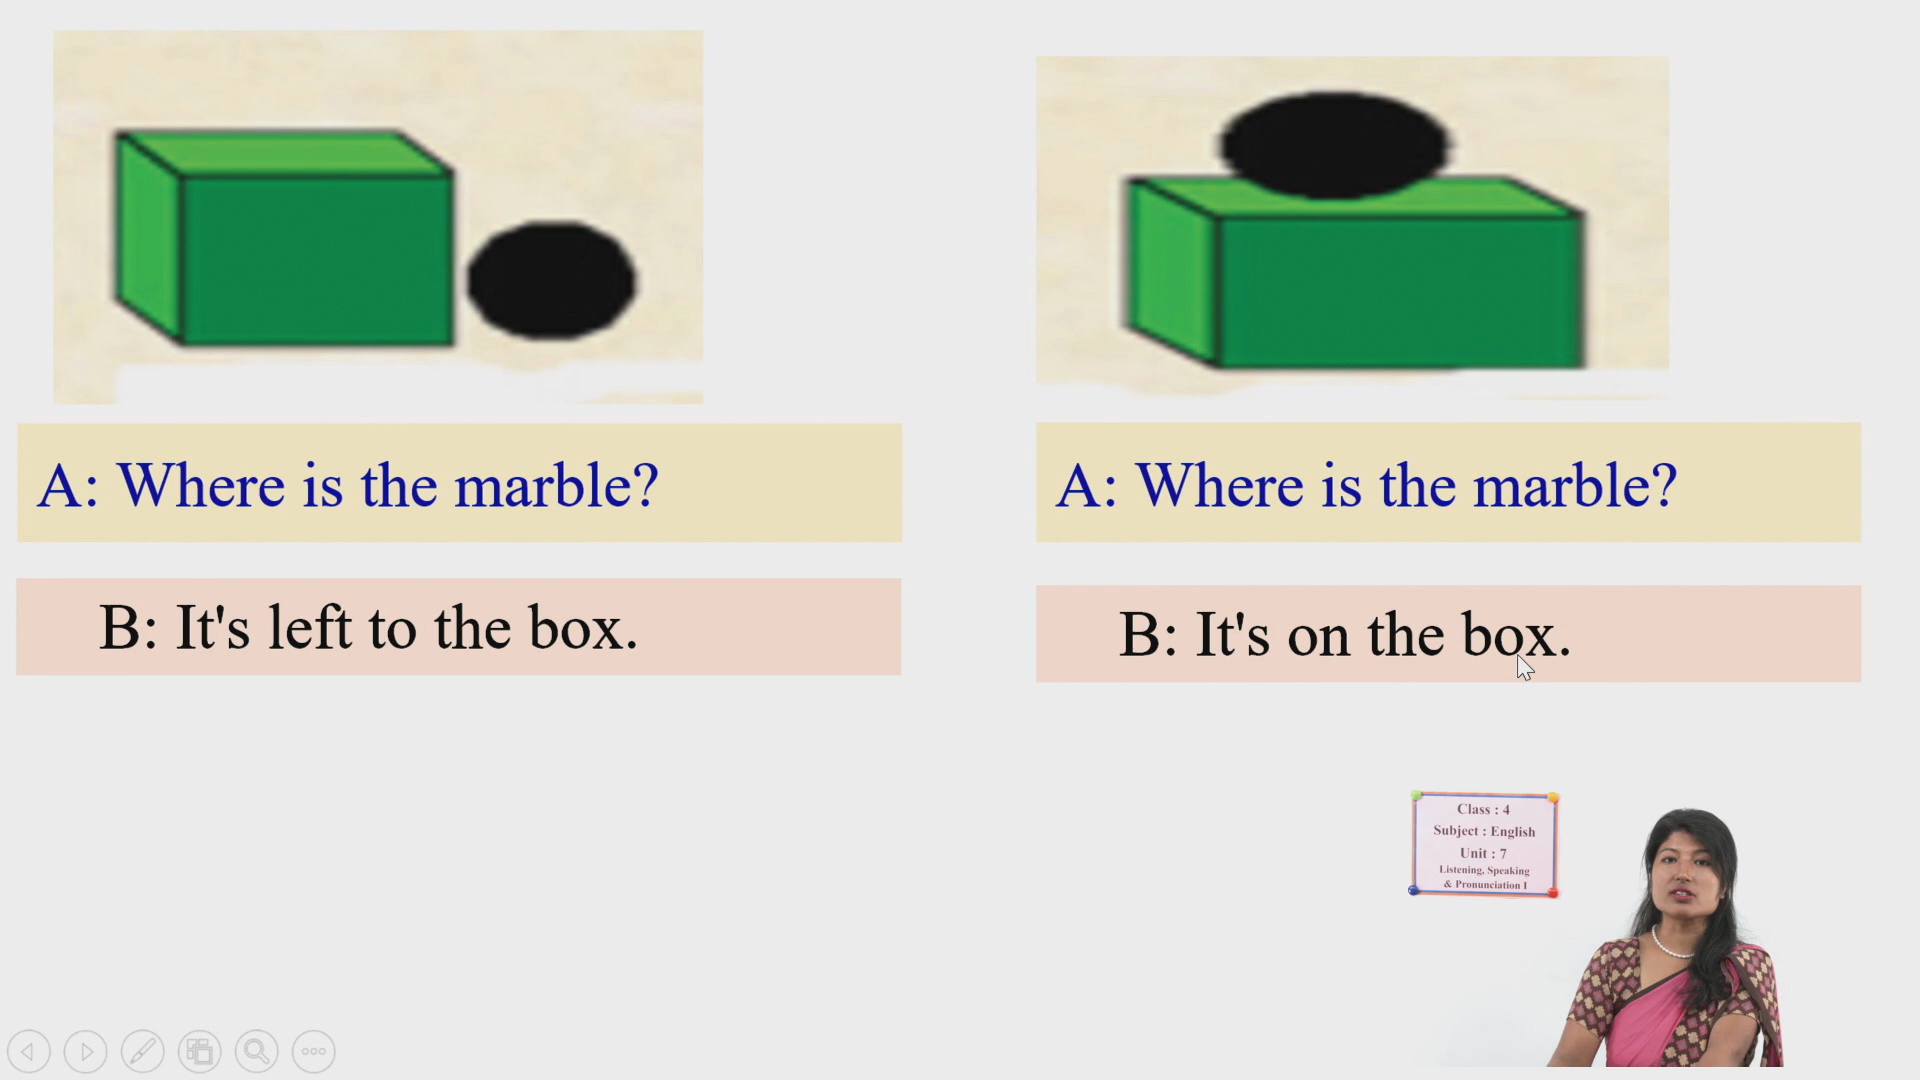 A: Where is the marble?
B: It's left to the box.
A: Where is the marble?
B: It's on the box.
Class : 4
Subject : English
Unit : 7
Listening, Speaking
& Pronunciation I